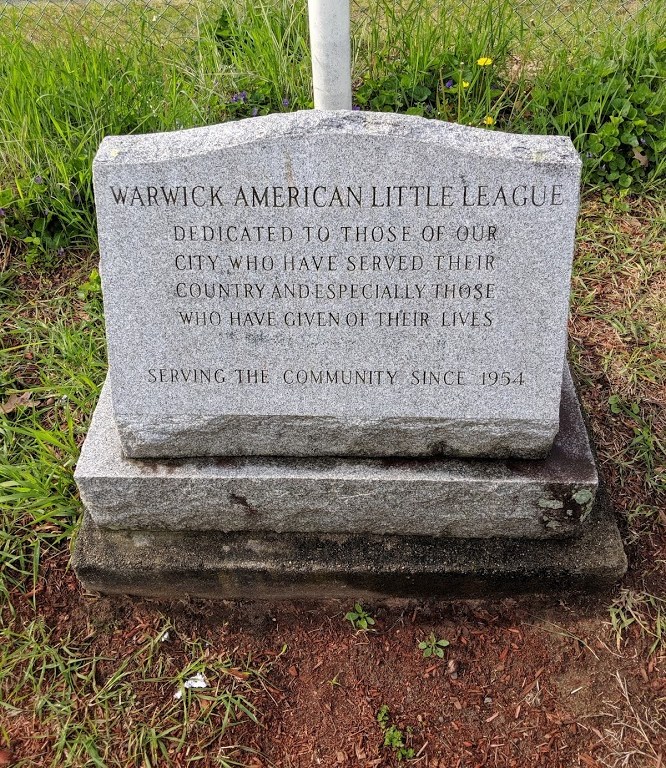 WARWICK AMERICAN LITTLE LEAGUE
DEDICATED TO THOSE OF OUR
CITY WHO HAVE SERVED THEIR
COUNTRY AND ESPECIALLY THOSE
WHO HAVE GIVEN OF THEIR LIVES
SERVING THE COMMUNITY SINCE 1954